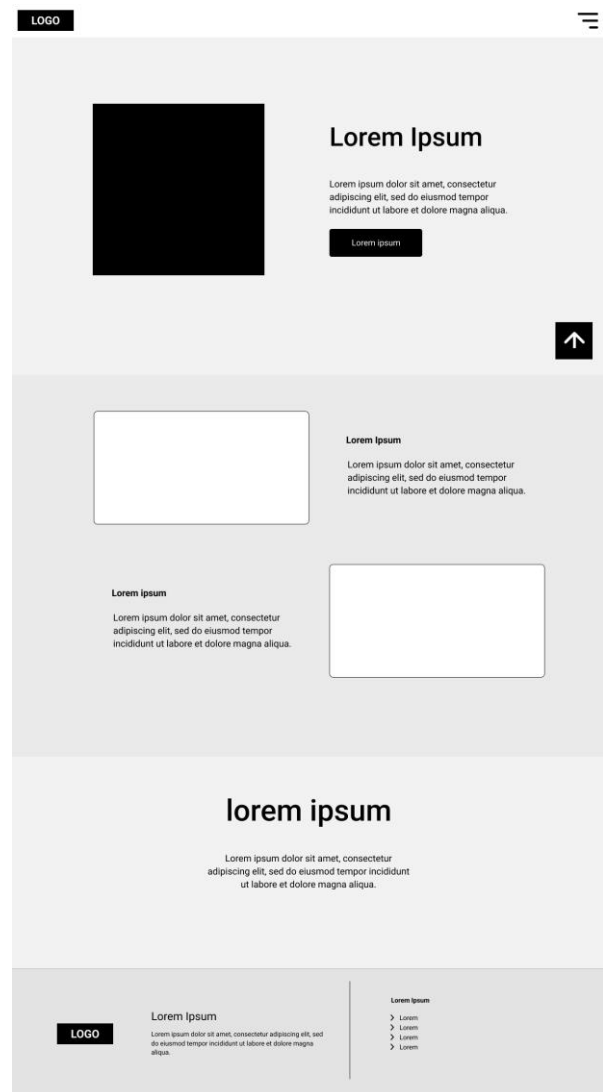 LOGO
Lorem Ipsum
Lorem ipsum dolor sit amet, consectetur
adipiscing elit, sed do eiusmod tempor
incididunt ut labore et dolore magna aliqua.
Lorem ipsum
Lorem Ipsum
Lorem ipsum dolor sit amet, consectetur
adipiscing elit, sed do eiusmod tempor
incididunt ut labore et dolore magna aliqua.
Lorem ipsum
Lorem ipsum dolor sit amet, consectetur
adipiscing elit, sed do eiusmod tempor
incididunt ut labore et dolore magna aliqua.
lorem ipsum
Lorem ipsum dolor sit amet, consectetur
adipiscing elit, sed do eiusmod tempor incididunt
ut labore et dolore magna aliqua.
LOGO
Lorem Ipsum
Lorem ipsum dolor sit amet, consectetur adipiscing elit, sed
do eiusmod tempor incididunt ut labore et dolore magna
aliqua.
Lorem Ipsum
Lorem
Lorem
Lorem
Lorem